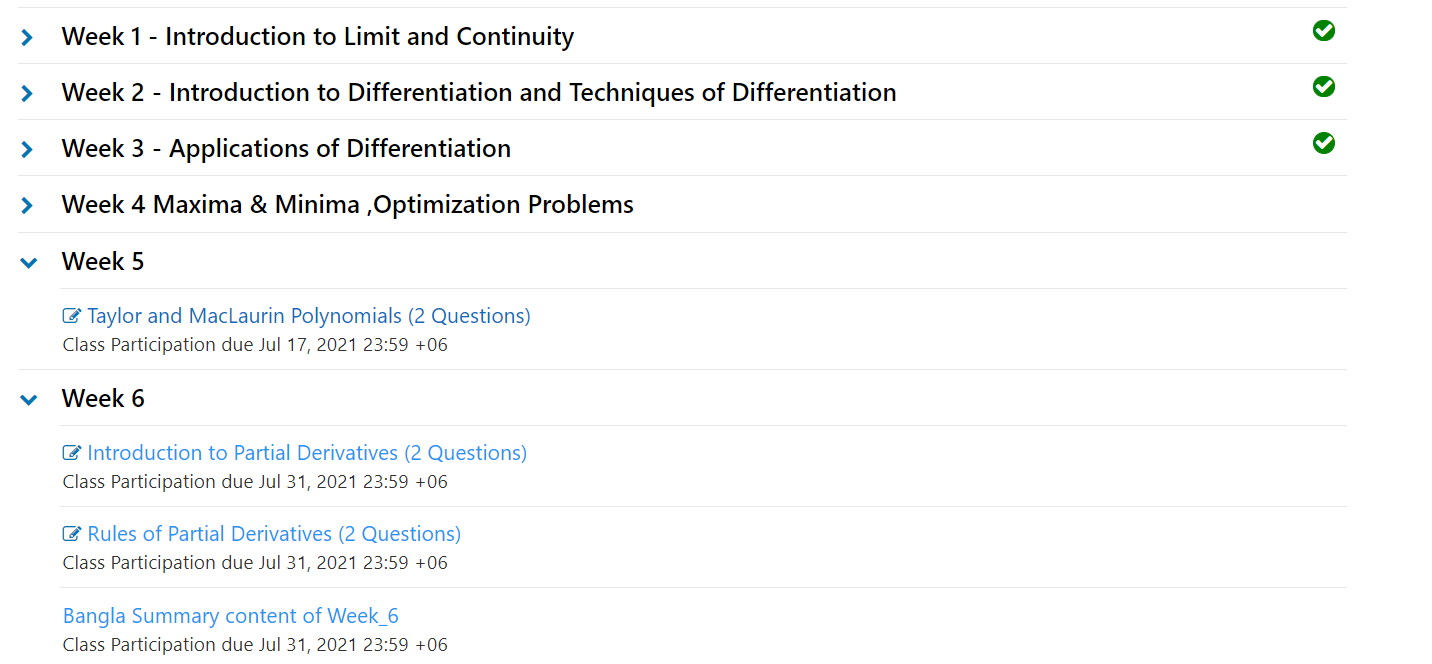 Week 1 - Introduction to Limit and Continuity
Week 2 - Introduction to Differentiation and Techniques of Differentiation
Week 3 - Applications of Differentiation
Week 4 Maxima & Minima ,Optimization Problems
Week 5
Taylor and MacLaurin Polynomials (2 Questions)
Class Participation due Jul 17, 2021 23:59 +06
Week 6
Introduction to Partial Derivatives (2 Questions)
Class Participation due Jul 31, 2021 23:59 +06
Rules of Partial Derivatives (2 Questions)
Class Participation due Jul 31, 2021 23:59 +06
Bangla Summary content of Week_6
Class Participation due Jul 31, 2021 23:59 +06